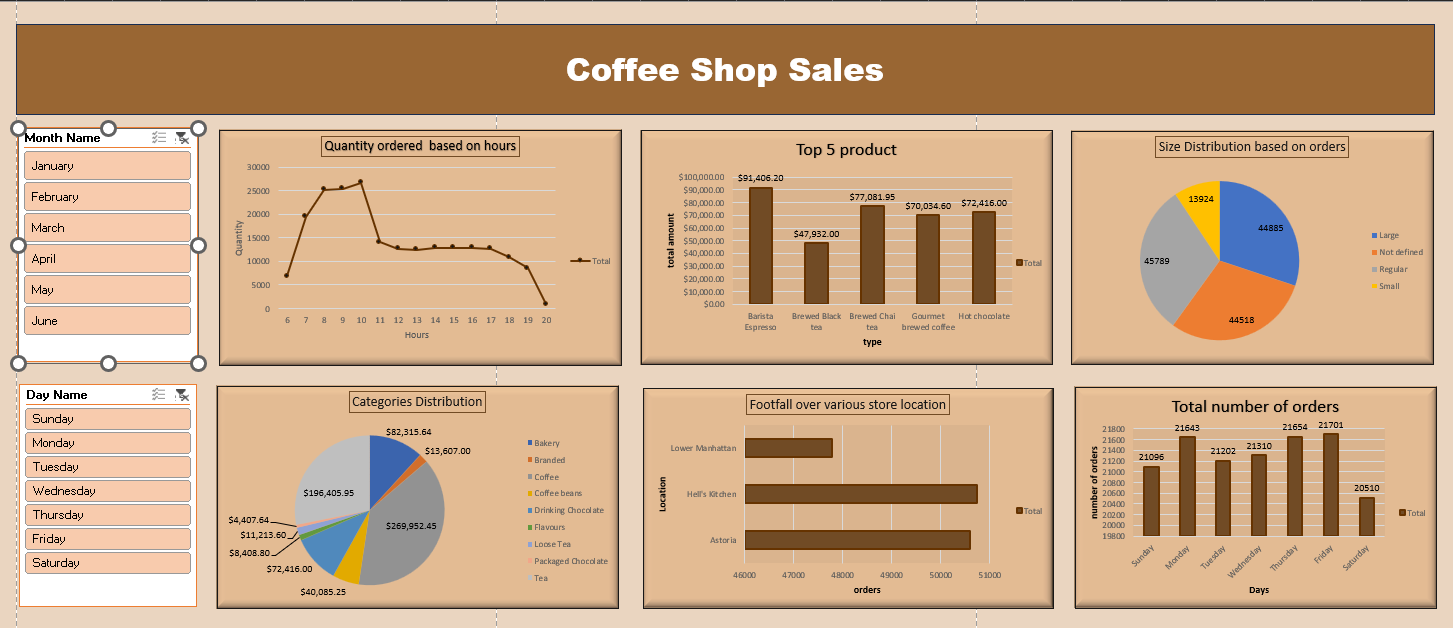 Coffee Shop Sales
Month Name
January
February
March
April
May
June
Quantity ordered  based on hours
30000
25000
20000
15000
10000
5000
0
Quantity
6 7 8 9 10 11 12 13 14 15 16 17 18 19 20
Hours
Total
Top 5 product
$100,000.00
$90,000.00
$80,000.00
$70,000.00
$60,000.00
$50,000.00
$40,000.00
$30,000.00
$20,000.00
$10,000.00
$0.00
total amount
$91,406.20
$47,932.00
$77,081.95
$70,034.60
$72,416.00
Barista
Espresso
Brewed Black
tea
Brewed Chai
tea
Gourmet
brewed coffee
Hot chocolate
type
Total
Size Distribution based on orders
13924
44885
45789
44518
Large
Not defined
Regular
Small
Day Name
Sunday
Monday
Tuesday
Wednesday
Thursday
Friday
Saturday
Categories Distribution
$82,315.64
$13,607.00
$196,405.95
$269,952.45
$4,407.64
$11,213.60
$8,408.80
$72,416.00
$40,085.25
Bakery
Branded
Coffee
Coffee beans
Drinking Chocolate
Flavours
Loose Tea
Packaged Chocolate
Tea
Footfall over various store location
Location
Lower Manhattan
Hell's Kitchen
Astoria
46000 47000 48000 49000 50000 51000
orders
Total
Total number of orders
21800
21600
21400
21200
21000
20800
20600
20400
20200
20000
19800
number of orders
21096
21643
21202
21310
21654
21701
20510
Sunday
Monday
Tuesday
Wednesday
Thursday
Friday
Saturday
Days
Total